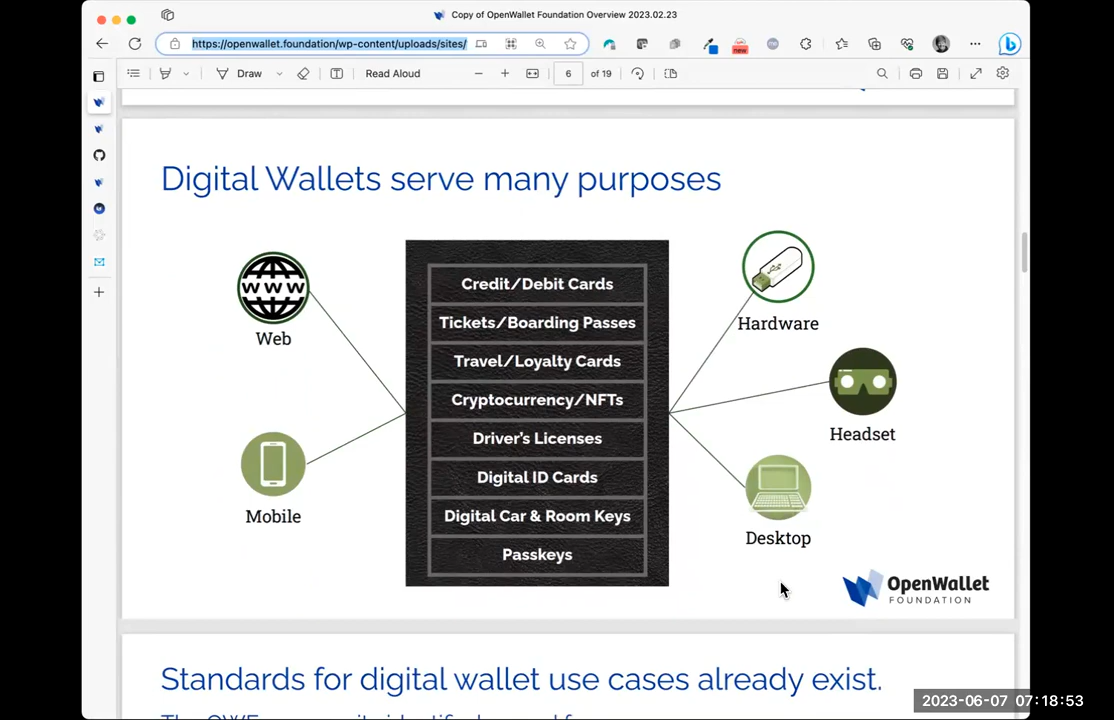 Copy of OpenWallet Foundation Overview 2023.02.23
https://openwallet.foundation/wp-content/uploads/sites/
new
Draw
Read Aloud
6 of 19
Digital Wallets serve many purposes
WWW
Web
Mobile
Credit/Debit Cards
Tickets/Boarding Passes
Travel/Loyalty Cards
Cryptocurrency/NFTs
Driver's Licenses
Digital ID Cards
Digital Car & Room Keys
Passkeys
Hardware
Headset
Desktop
OpenWallet
FOUNDATION
Standards for digital wallet use cases already exist.
2023-06-07 07:18:53